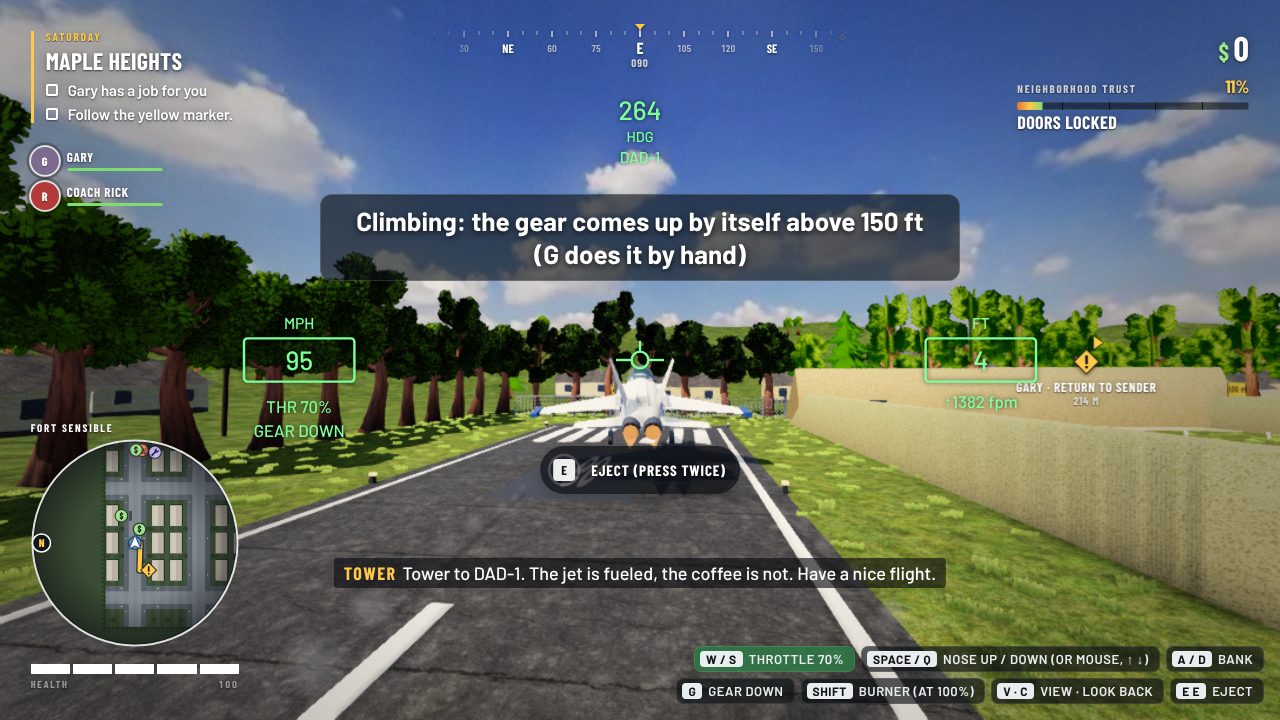 SATURDAY
MAPLE HEIGHTS
Gary has a job for you
Follow the yellow marker.
G GARY
R COACH RICK
30 NE 60 75 E 105 120 SE 150
090
264
HDG
DAD-1
$0
NEIGHBORHOOD TRUST 11%
DOORS LOCKED
Climbing: the gear comes up by itself above 150 ft
(G does it by hand)
MPH
95
THR 70%
GEAR DOWN
FT
4
↑1382 fpm
GARY · RETURN TO SENDER
214 M
E EJECT (PRESS TWICE)
FORT SENSIBLE
N
TOWER Tower to DAD-1. The jet is fueled, the coffee is not. Have a nice flight.
HEALTH 100
W / S THROTTLE 70% SPACE / Q NOSE UP / DOWN (OR MOUSE, ↑ ↓) A / D BANK
G GEAR DOWN SHIFT BURNER (AT 100%) V · C VIEW · LOOK BACK E E EJECT